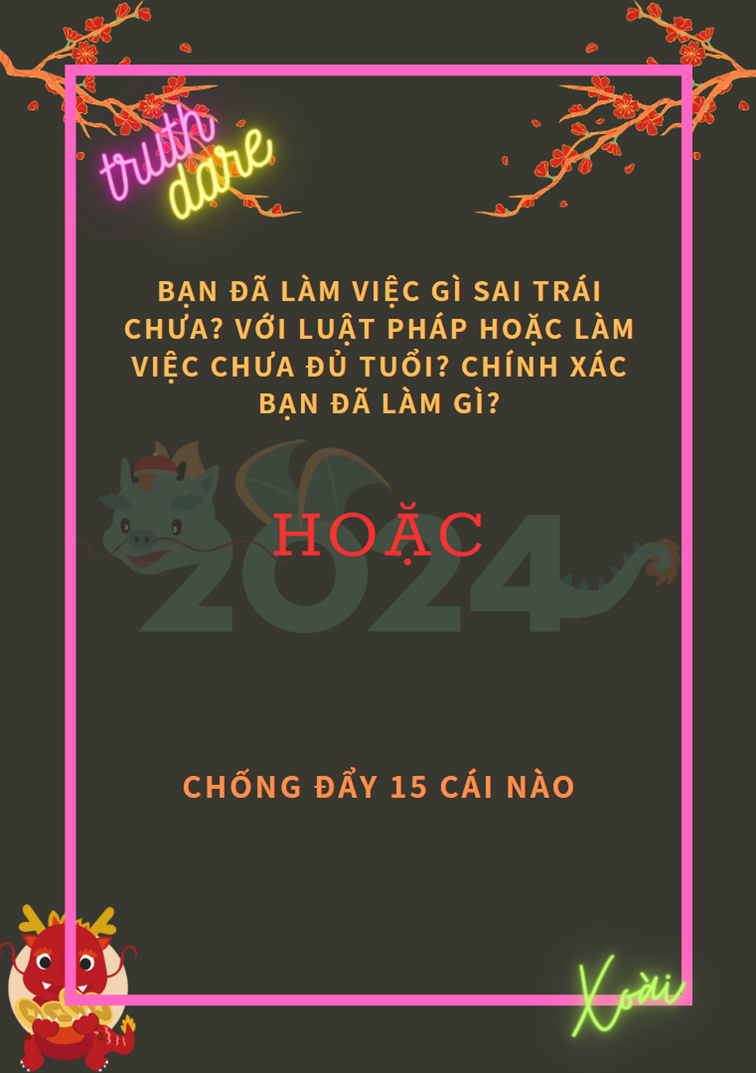 truth
dare
BẠN ĐÃ LÀM VIỆC GÌ SAI TRÁI
CHƯA? VỚI LUẬT PHÁP HOẶC LÀM
VIỆC CHƯA ĐỦ TUỔI? CHÍNH XÁC
BẠN ĐÃ LÀM GÌ?
HOẶC
2024
CHỐNG ĐẨY 15 CÁI NÀO
Xoài